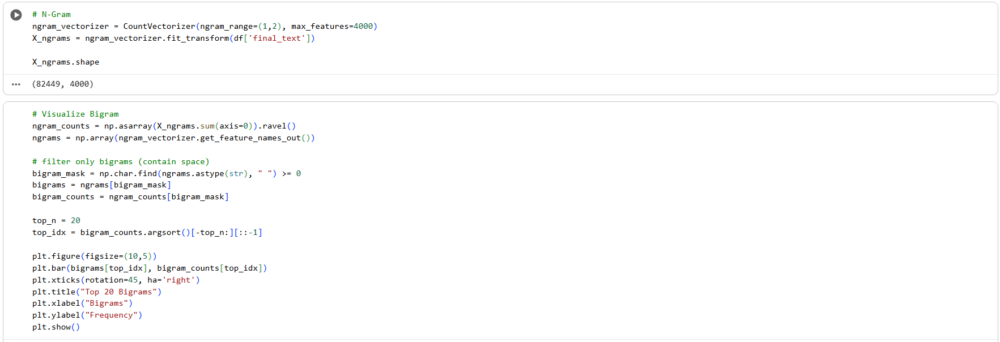 # N-Gram
ngram_vectorizer = CountVectorizer(ngram_range=(1,2), max_features=4000)
X_ngrams = ngram_vectorizer.fit_transform(df['final_text'])
X_ngrams.shape
(82449, 4000)
# Visualize Bigram
ngram_counts = np.asarray(X_ngrams.sum(axis=0)).ravel()
ngrams = np.array(ngram_vectorizer.get_feature_names_out())
# filter only bigrams (contain space)
bigram_mask = np.char.find(ngrams.astype(str), " ") >= 0
bigrams = ngrams[bigram_mask]
bigram_counts = ngram_counts[bigram_mask]
top_n = 20
top_idx = bigram_counts.argsort()[-top_n:][::-1]
plt.figure(figsize=(10,5))
plt.bar(bigrams[top_idx], bigram_counts[top_idx])
plt.xticks(rotation=45, ha='right')
plt.title("Top 20 Bigrams")
plt.xlabel("Bigrams")
plt.ylabel("Frequency")
plt.show()